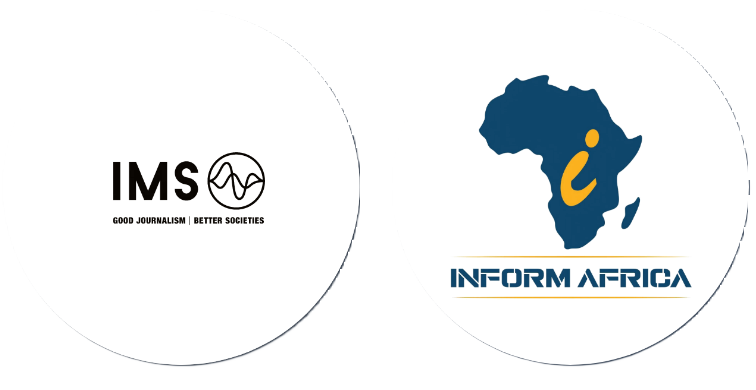 IMS
GOOD JOURNALISM | BETTER SOCIETIES
i
INFORM AFRICA